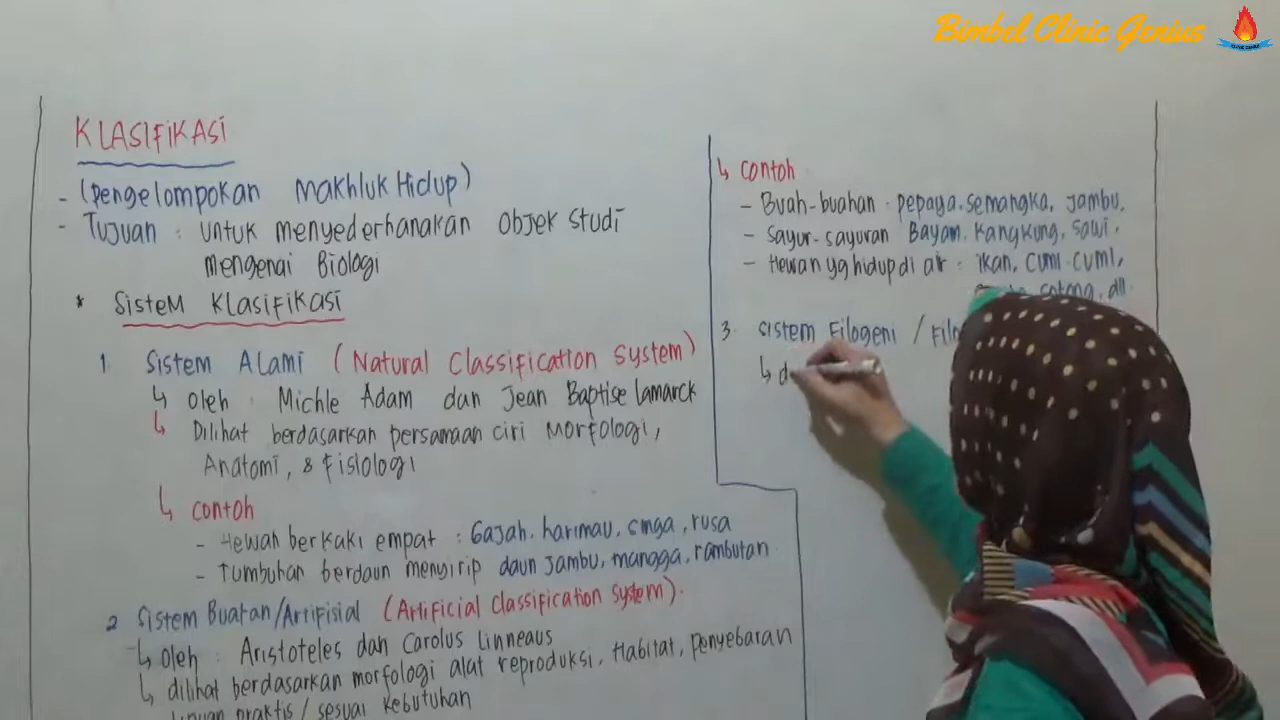 Bimbel Clinic Genius
KLASIFIKASI
- (pengelompokan Makhluk Hidup)
- Tujuan : untuk menyederhanakan objek studi
mengenai Biologi
* Sistem Klasifikasi
1. Sistem Alami (Natural Classification System)
↳ oleh : Michle Adam dan Jean Baptise Lamarck
↳ Dilihat berdasarkan persamaan ciri Morfologi,
Anatomi, & Fisiologi
↳ Contoh
- Hewan berkaki empat : Gajah, harimau, singa, rusa
- Tumbuhan berdaun menyirip daun jambu, mangga, rambutan
2 Sistem Buatan/Artifisial (Artificial Classification System).
↳ oleh : Aristoteles dan Carolus Linneaus
↳ dilihat berdasarkan morfologi alat reproduksi, Habitat, penyebaran
praktis / sesuai kebutuhan
↳ Contoh
- Buah-buahan : pepaya, semangka, jambu,
- Sayur-sayuran Bayam, Kangkung, sawi,
- Hewan yg hidup di air : ikan, cumi-cumi,
sotong, dll
3. Sistem Filogeni /
↳ d